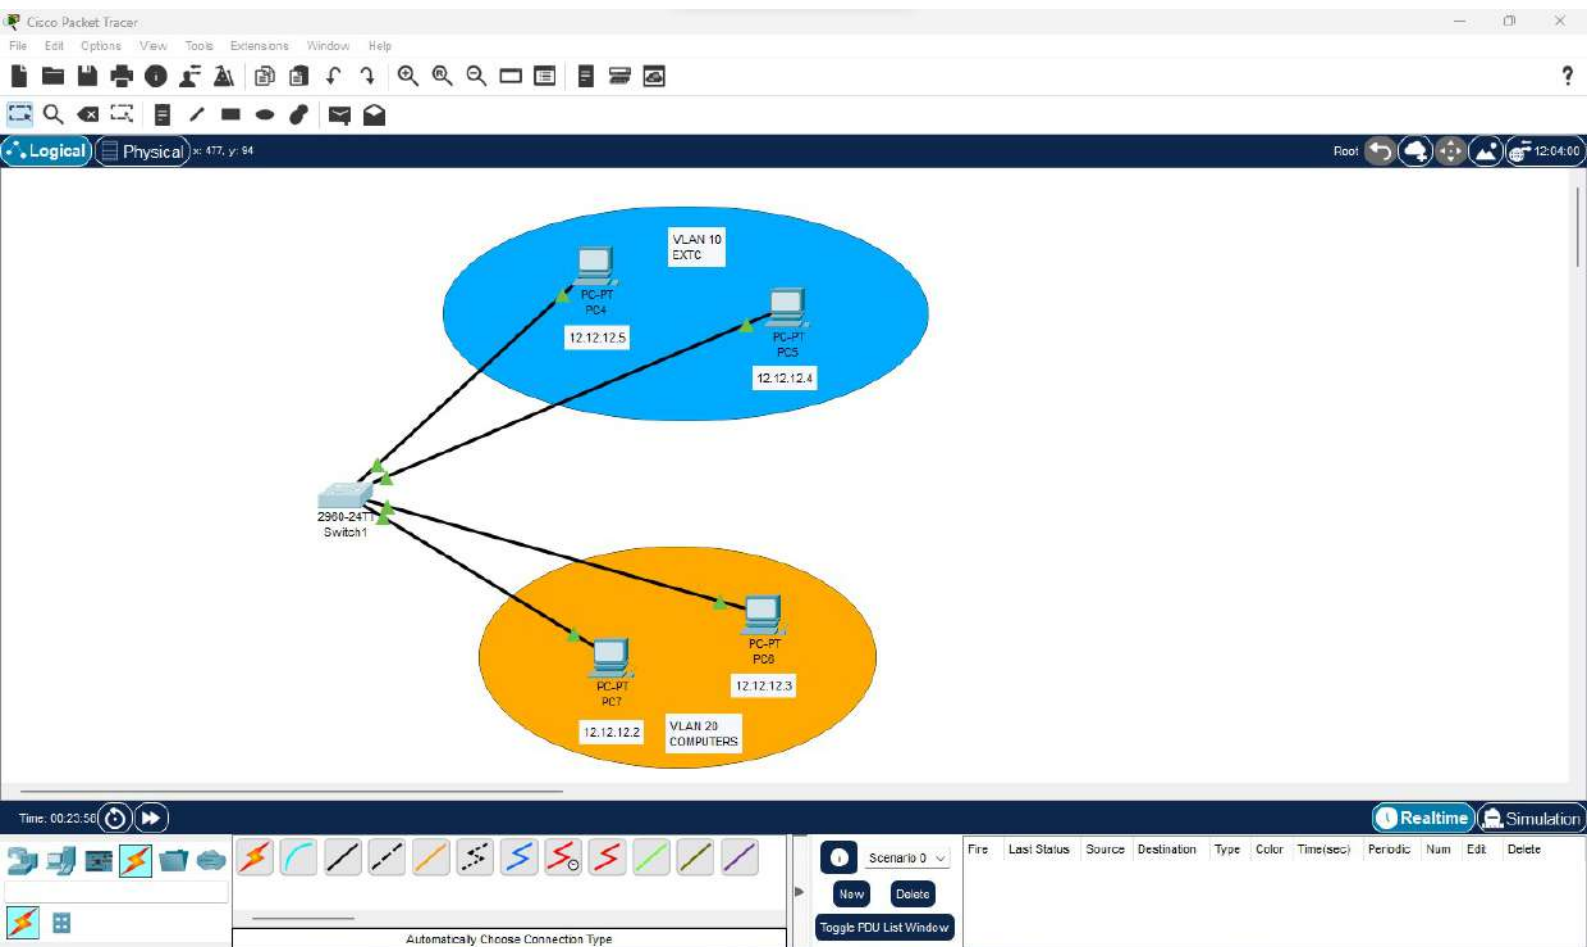 Cisco Packet Tracer
File Edit Options View Tools Extensions Window Help
?
Logical Physical x: 477, y: 94
Root 12:04:00
VLAN 10
EXTC
PC-PT
PC4
12.12.12.5
PC-PT
PC5
12.12.12.4
2960-24TT
Switch1
PC-PT
PC6
12.12.12.3
PC-PT
PC7
12.12.12.2
VLAN 20
COMPUTERS
Time: 00:23:58
Realtime Simulation
Scenario 0
New Delete
Toggle PDU List Window
Fire Last Status Source Destination Type Color Time(sec) Periodic Num Edit Delete
Automatically Choose Connection Type